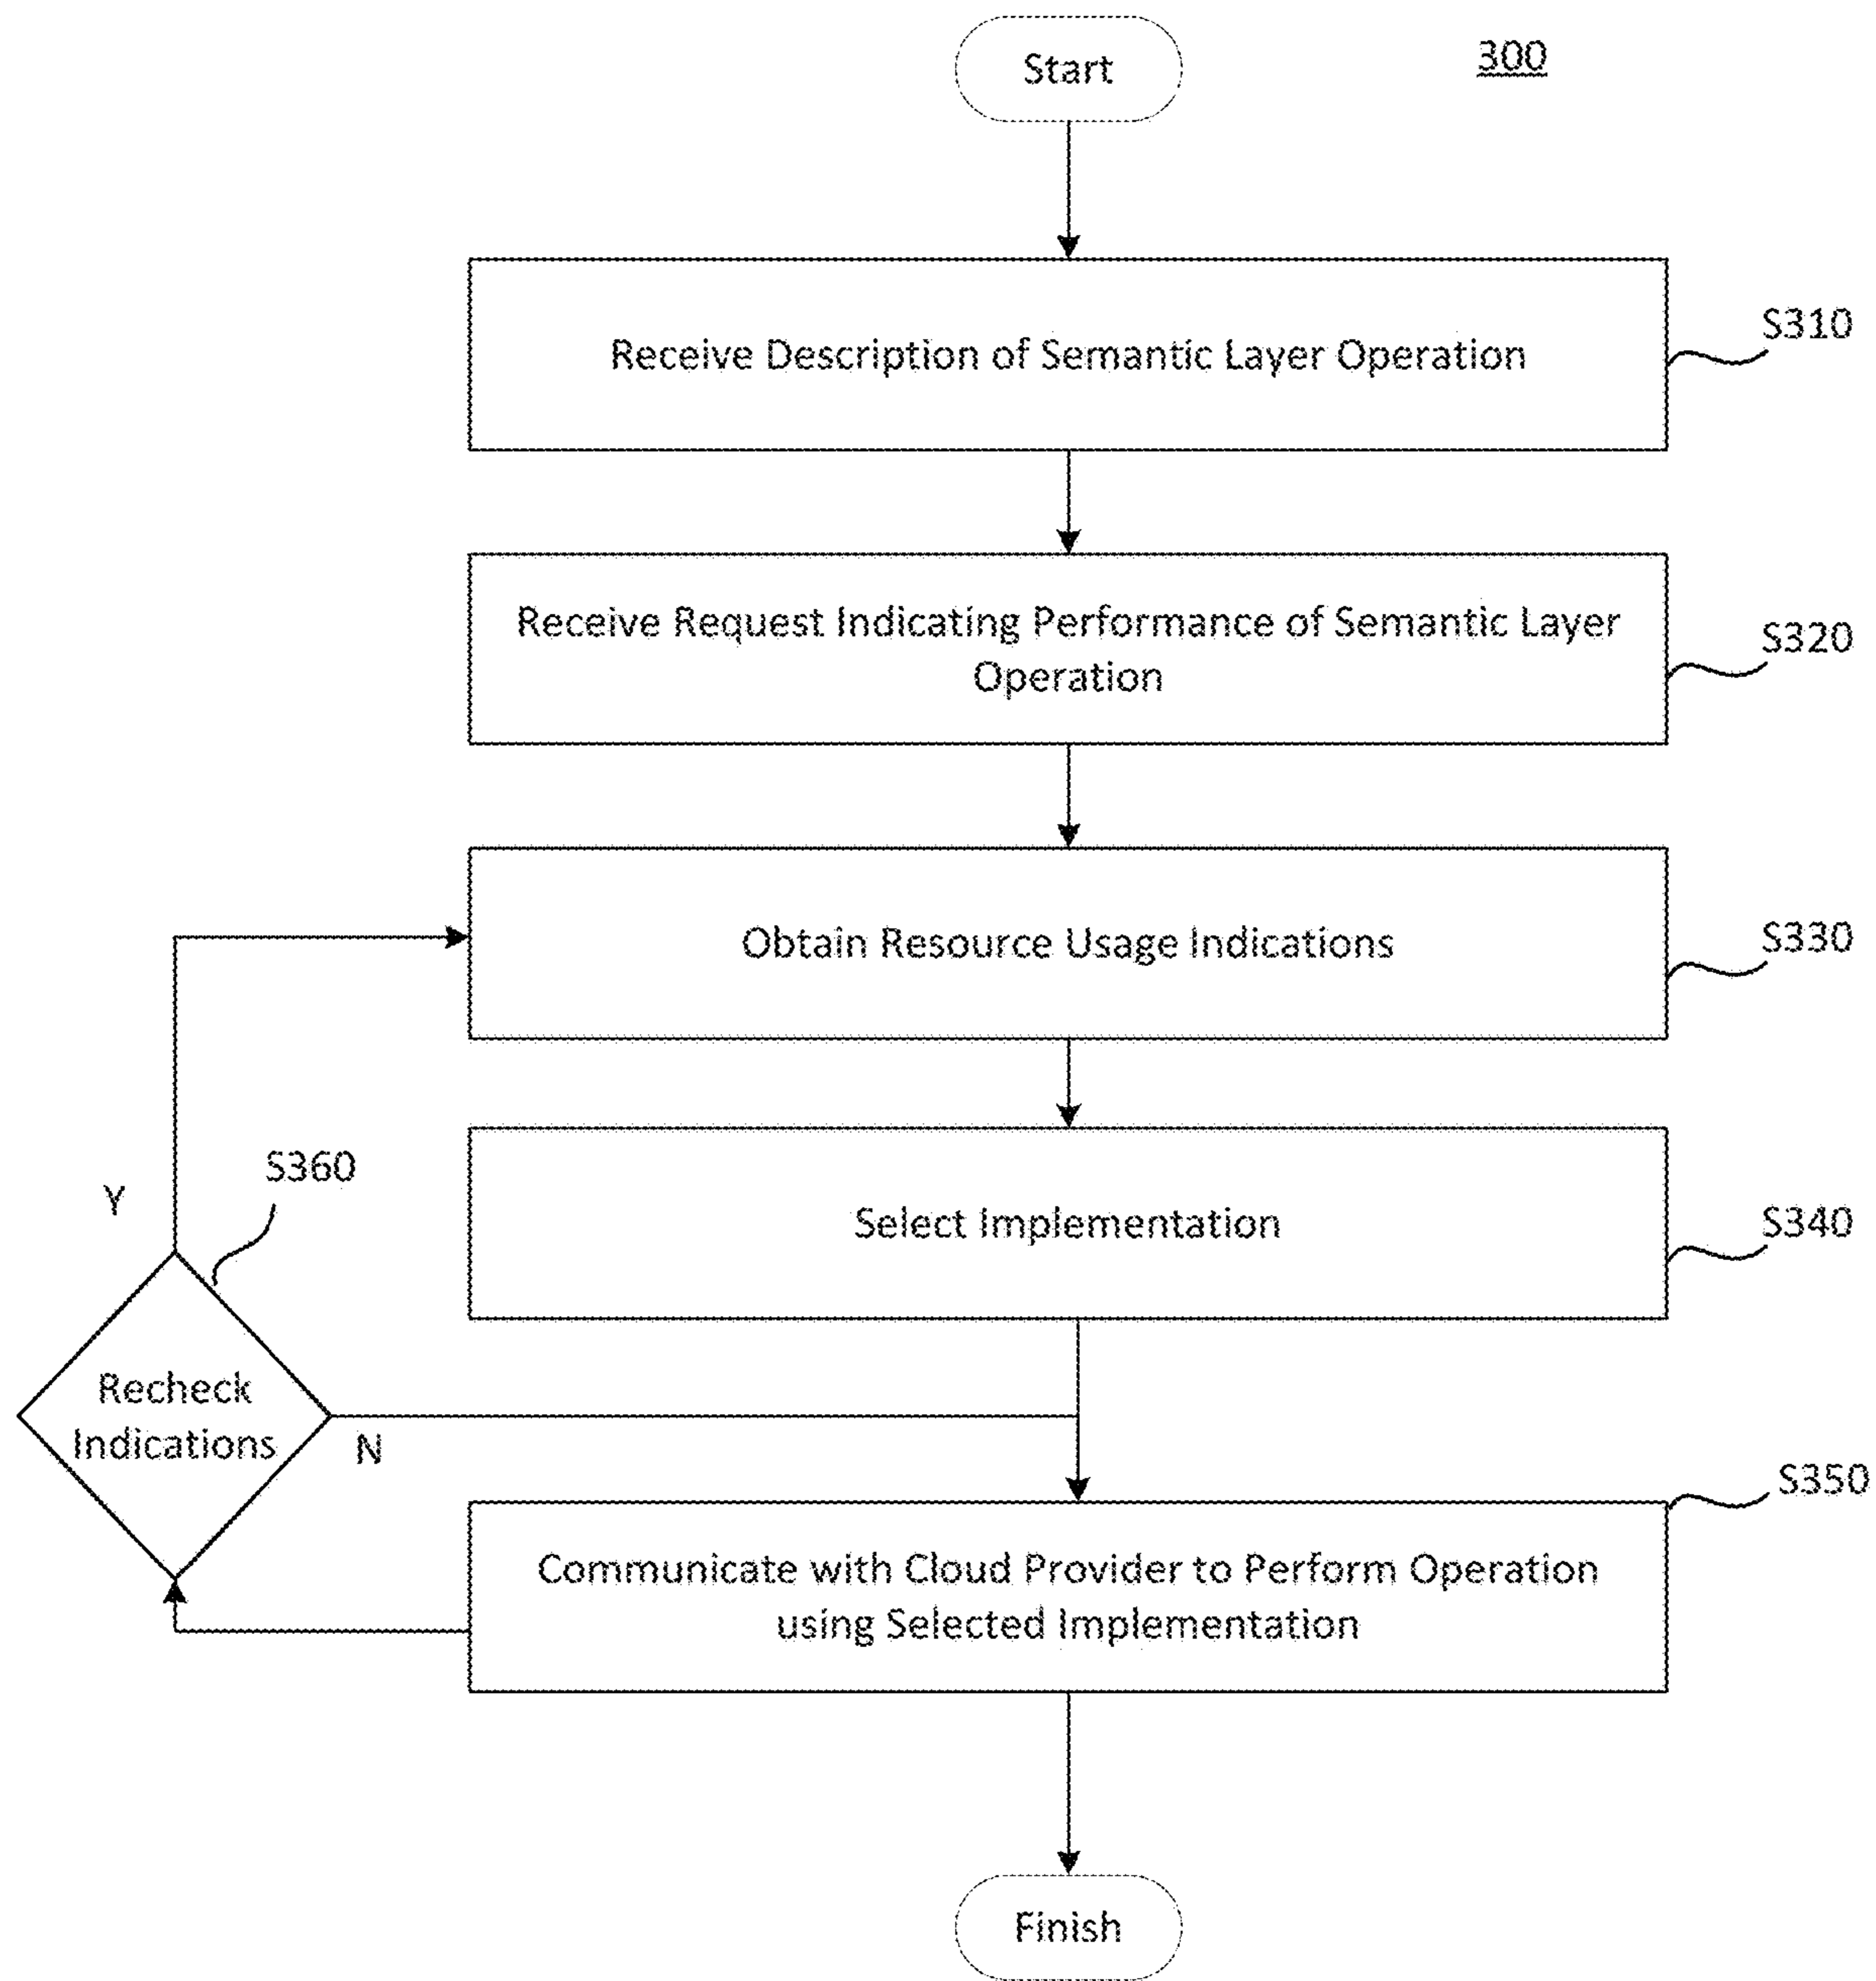 Start
300
Receive Description of Semantic Layer Operation
S310
Receive Request Indicating Performance of Semantic Layer
Operation
S320
Obtain Resource Usage Indications
S330
Select Implementation
S340
Y
S360
Recheck
Indications
N
Communicate with Cloud Provider to Perform Operation
using Selected Implementation
S350
Finish